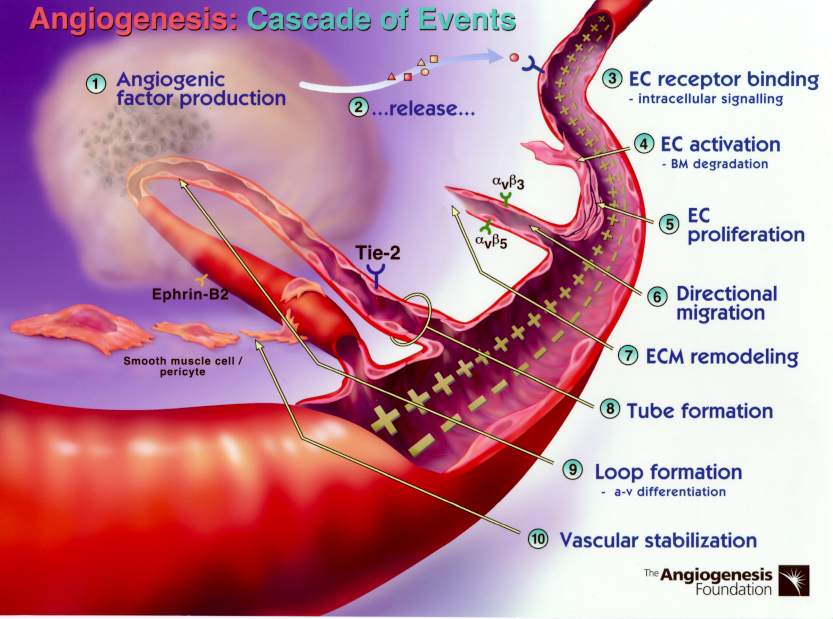 Angiogenesis: Cascade of Events
1 Angiogenic
factor production
2 ...release...
3 EC receptor binding
- intracellular signalling
4 EC activation
- BM degradation
αvβ3
5 EC
proliferation
αvβ5
Tie-2
Ephrin-B2
6 Directional
migration
7 ECM remodeling
Smooth muscle cell /
pericyte
8 Tube formation
9 Loop formation
- a-v differentiation
10 Vascular stabilization
The Angiogenesis
Foundation